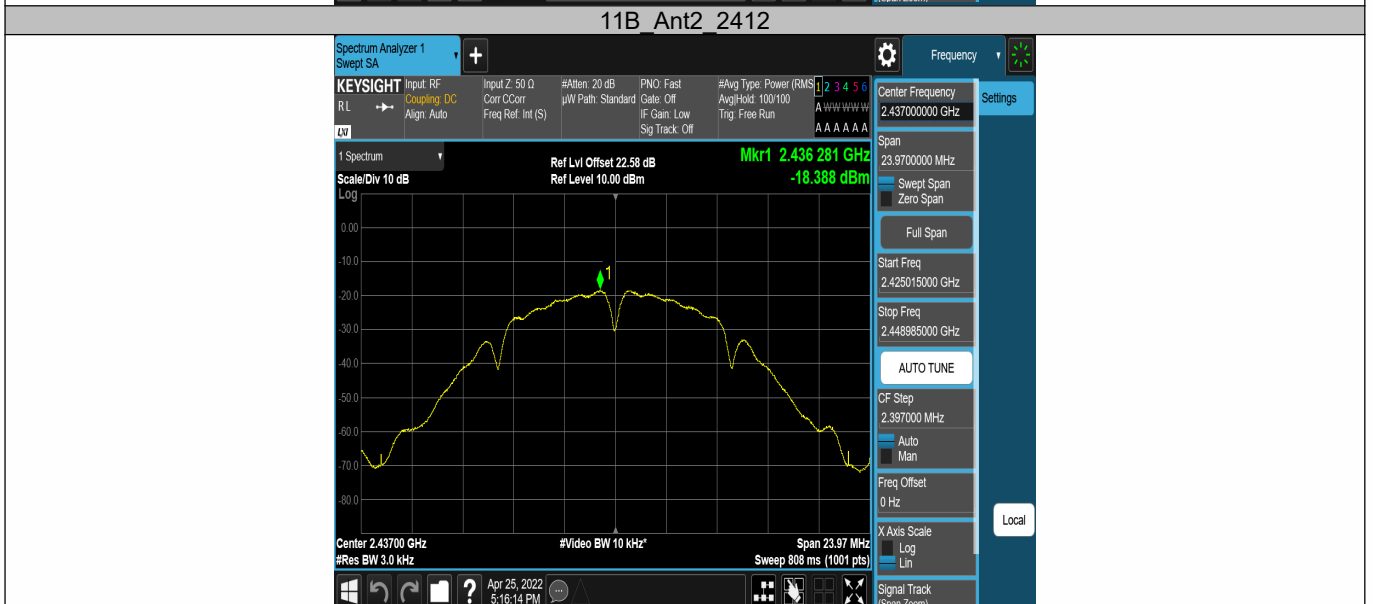 11B_Ant2_2412
Spectrum Analyzer 1
Swept SA
+
Frequency
KEYSIGHT
R L
LXI
Input: RF
Coupling: DC
Align: Auto
Input Z: 50 Ω
Corr CCorr
Freq Ref: Int (S)
#Atten: 20 dB
µW Path: Standard
PNO: Fast
Gate: Off
IF Gain: Low
Sig Track: Off
#Avg Type: Power (RMS
Avg|Hold: 100/100
Trig: Free Run
1 2 3 4 5 6
A W W W W W
A A A A A A
Center Frequency
2.437000000 GHz
Settings
1 Spectrum
Scale/Div 10 dB
Log
Ref Lvl Offset 22.58 dB
Ref Level 10.00 dBm
Mkr1 2.436 281 GHz
-18.388 dBm
Span
23.9700000 MHz
Swept Span
Zero Span
Full Span
Start Freq
2.425015000 GHz
Stop Freq
2.448985000 GHz
AUTO TUNE
CF Step
2.397000 MHz
Auto
Man
Freq Offset
0 Hz
X Axis Scale
Log
Lin
Local
Signal Track
(Span Zoom)
0.00
-10.0
-20.0
-30.0
-40.0
-50.0
-60.0
-70.0
-80.0
1
Center 2.43700 GHz
#Res BW 3.0 kHz
#Video BW 10 kHz*
Span 23.97 MHz
Sweep 808 ms (1001 pts)
?
Apr 25, 2022
5:16:14 PM